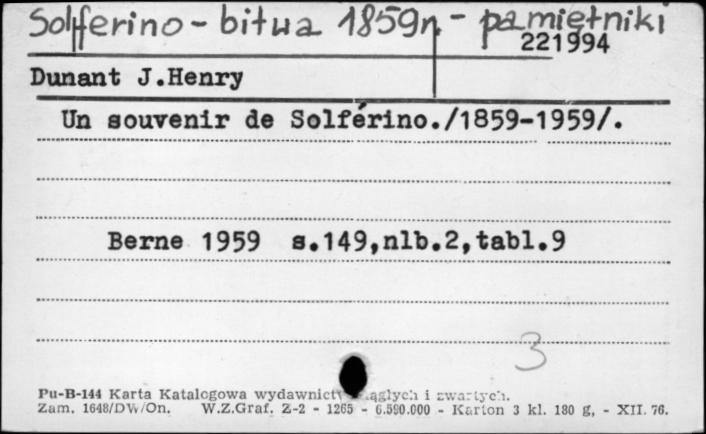 Solferino - bitwa 1859r. - pamiętniki
221994
Dunant J.Henry
Un souvenir de Solférino./1859-1959/.
Berne 1959 s.149,nlb.2,tabl.9
3
Pu-B-144 Karta Katalogowa wydawnictw ciągłych i zwartych.
Zam. 1648/DW/On. W.Z.Graf. Z-2 - 1265 - 6.590.000 - Karton 3 kl. 180 g, - XII. 76.